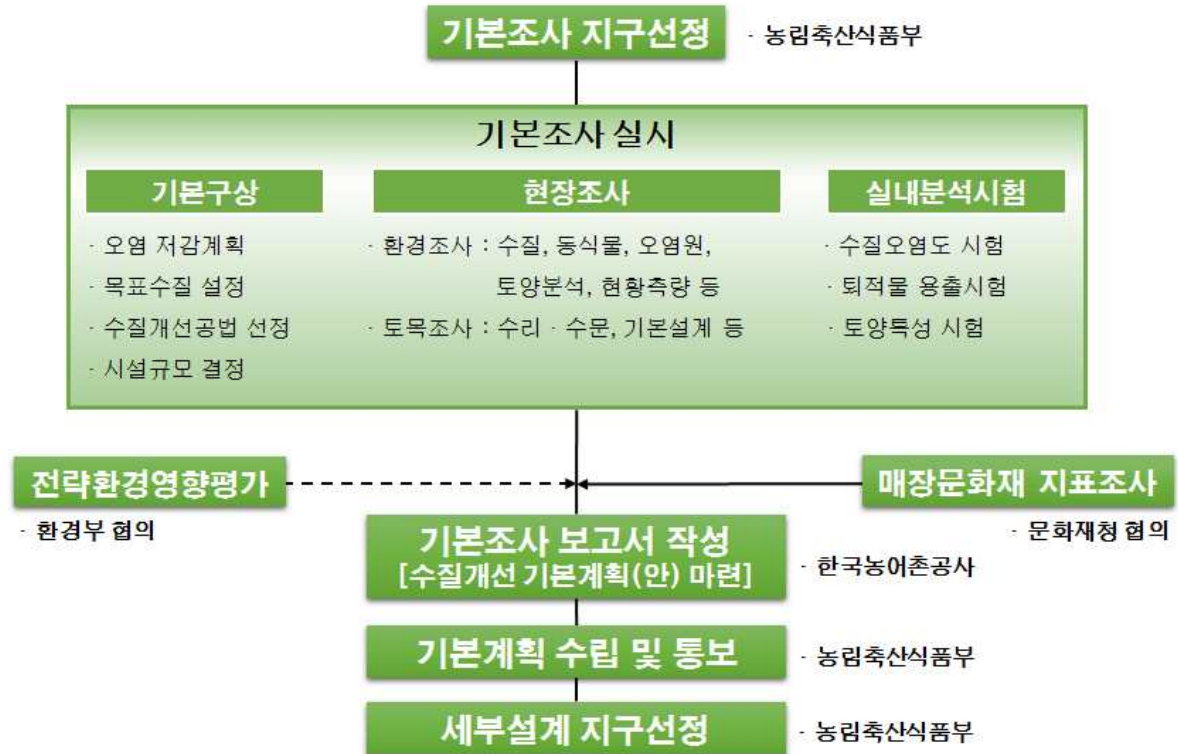 기본조사 지구선정
· 농림축산식품부
기본조사 실시
기본구상
· 오염 저감계획
· 목표수질 설정
· 수질개선공법 선정
· 시설규모 결정
현장조사
· 환경조사 : 수질, 동식물, 오염원,
토양분석, 현황측량 등
· 토목조사 : 수리 · 수문, 기본설계 등
실내분석시험
· 수질오염도 시험
· 퇴적물 용출시험
· 토양특성 시험
전략환경영향평가
· 환경부 협의
매장문화재 지표조사
· 문화재청 협의
기본조사 보고서 작성
[수질개선 기본계획(안) 마련]
· 한국농어촌공사
기본계획 수립 및 통보
· 농림축산식품부
세부설계 지구선정
· 농림축산식품부